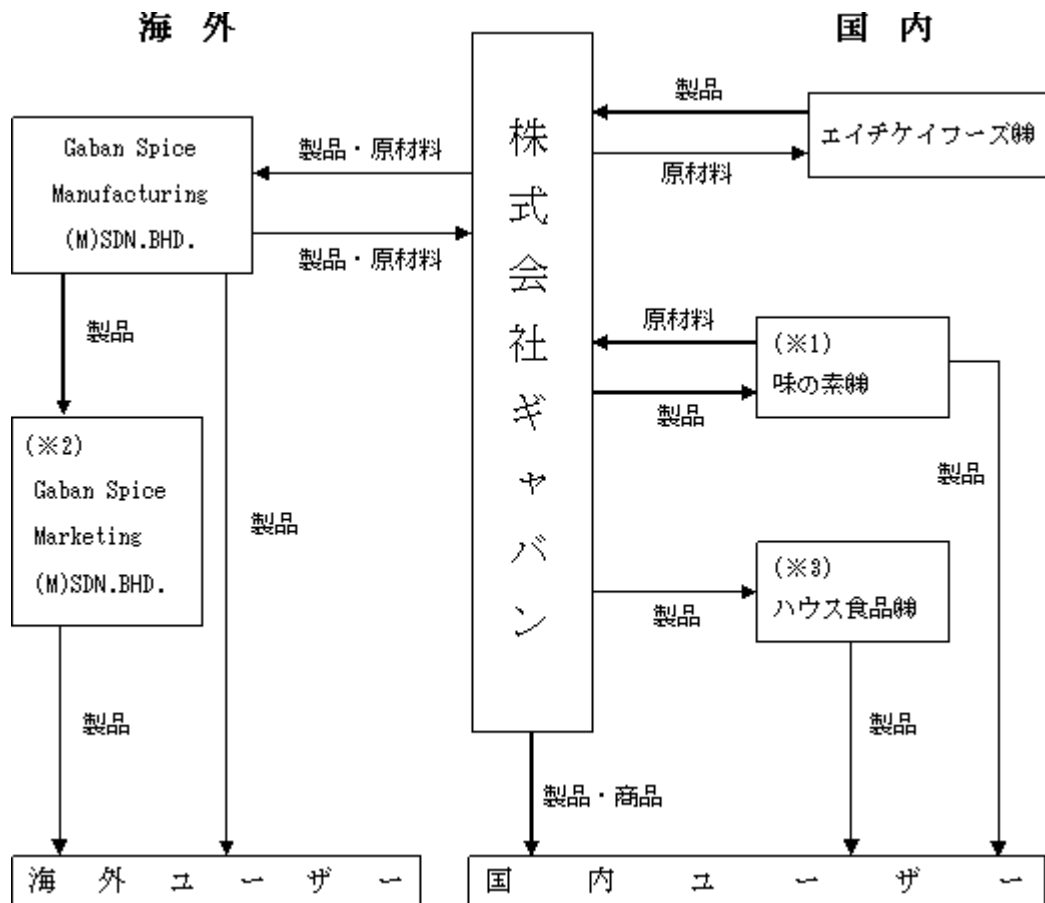 海 外
国 内
株式会社ギャバン
製品
エイチケイフーズ㈱
原材料
Gaban Spice
Manufacturing
(M)SDN.BHD.
製品・原材料
製品・原材料
製品
原材料
(※1)
味の素㈱
製品
(※2)
Gaban Spice
Marketing
(M)SDN.BHD.
製品
製品
(※3)
ハウス食品㈱
製品
製品
製品
製品・商品
海 外 ユ ー ザ ー
国 内 ユ ー ザ ー